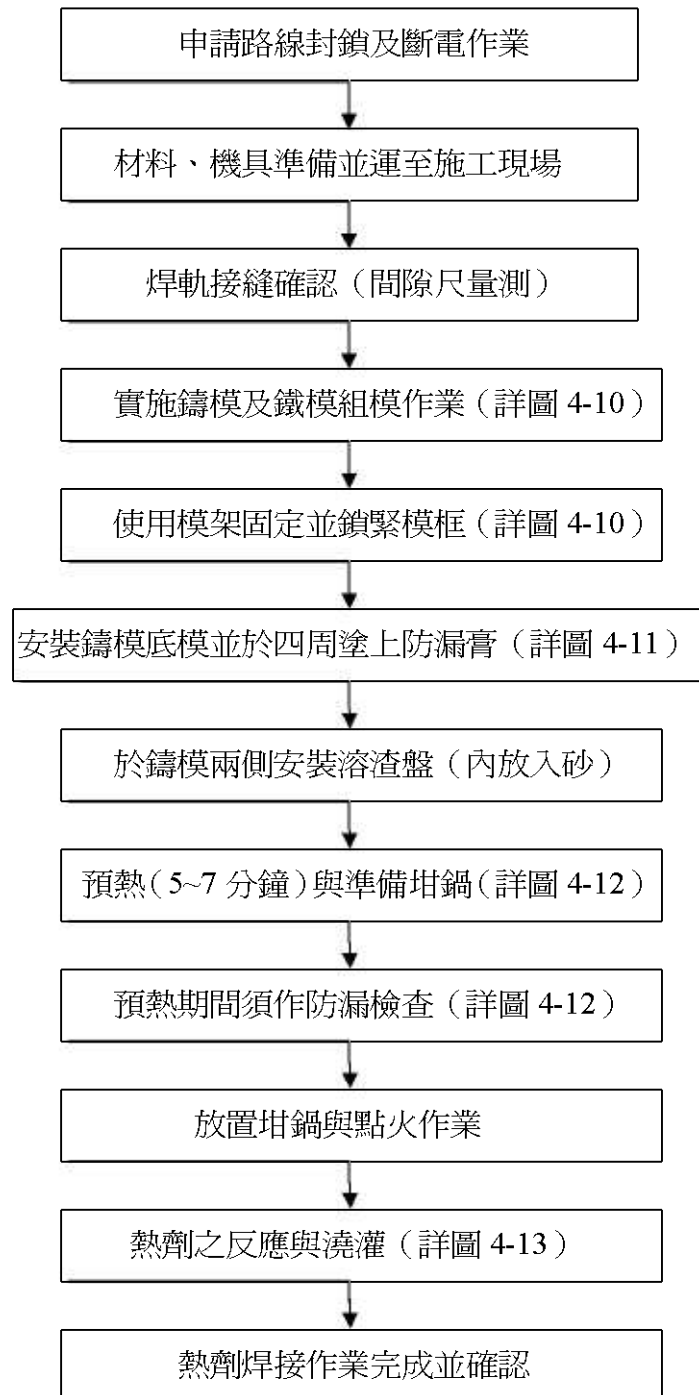 申請路線封鎖及斷電作業
材料、機具準備並運至施工現場
焊軌接縫確認（間隙尺量測）
實施鑄模及鐵模組模作業（詳圖 4-10）
使用模架固定並鎖緊模框（詳圖 4-10）
安裝鑄模底模並於四周塗上防漏膏（詳圖 4-11）
於鑄模兩側安裝溶渣盤（內放入砂）
預熱（5~7 分鐘）與準備坩鍋（詳圖 4-12）
預熱期間須作防漏檢查（詳圖 4-12）
放置坩鍋與點火作業
熱劑之反應與澆灌（詳圖 4-13）
熱劑焊接作業完成並確認